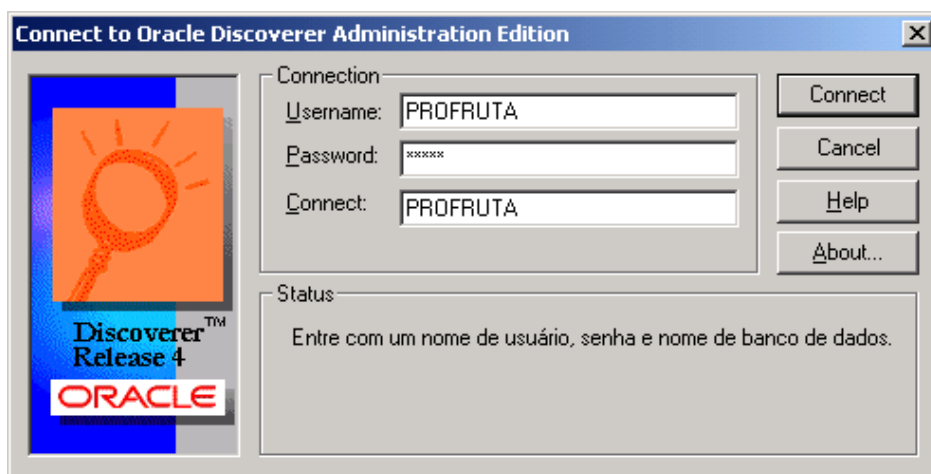 Connect to Oracle Discoverer Administration Edition
Connection
Username: PROFRUTA
Password: *****
Connect: PROFRUTA
Connect
Cancel
Help
About...
Status
Entre com um nome de usuário, senha e nome de banco de dados.
Discoverer™
Release 4
ORACLE